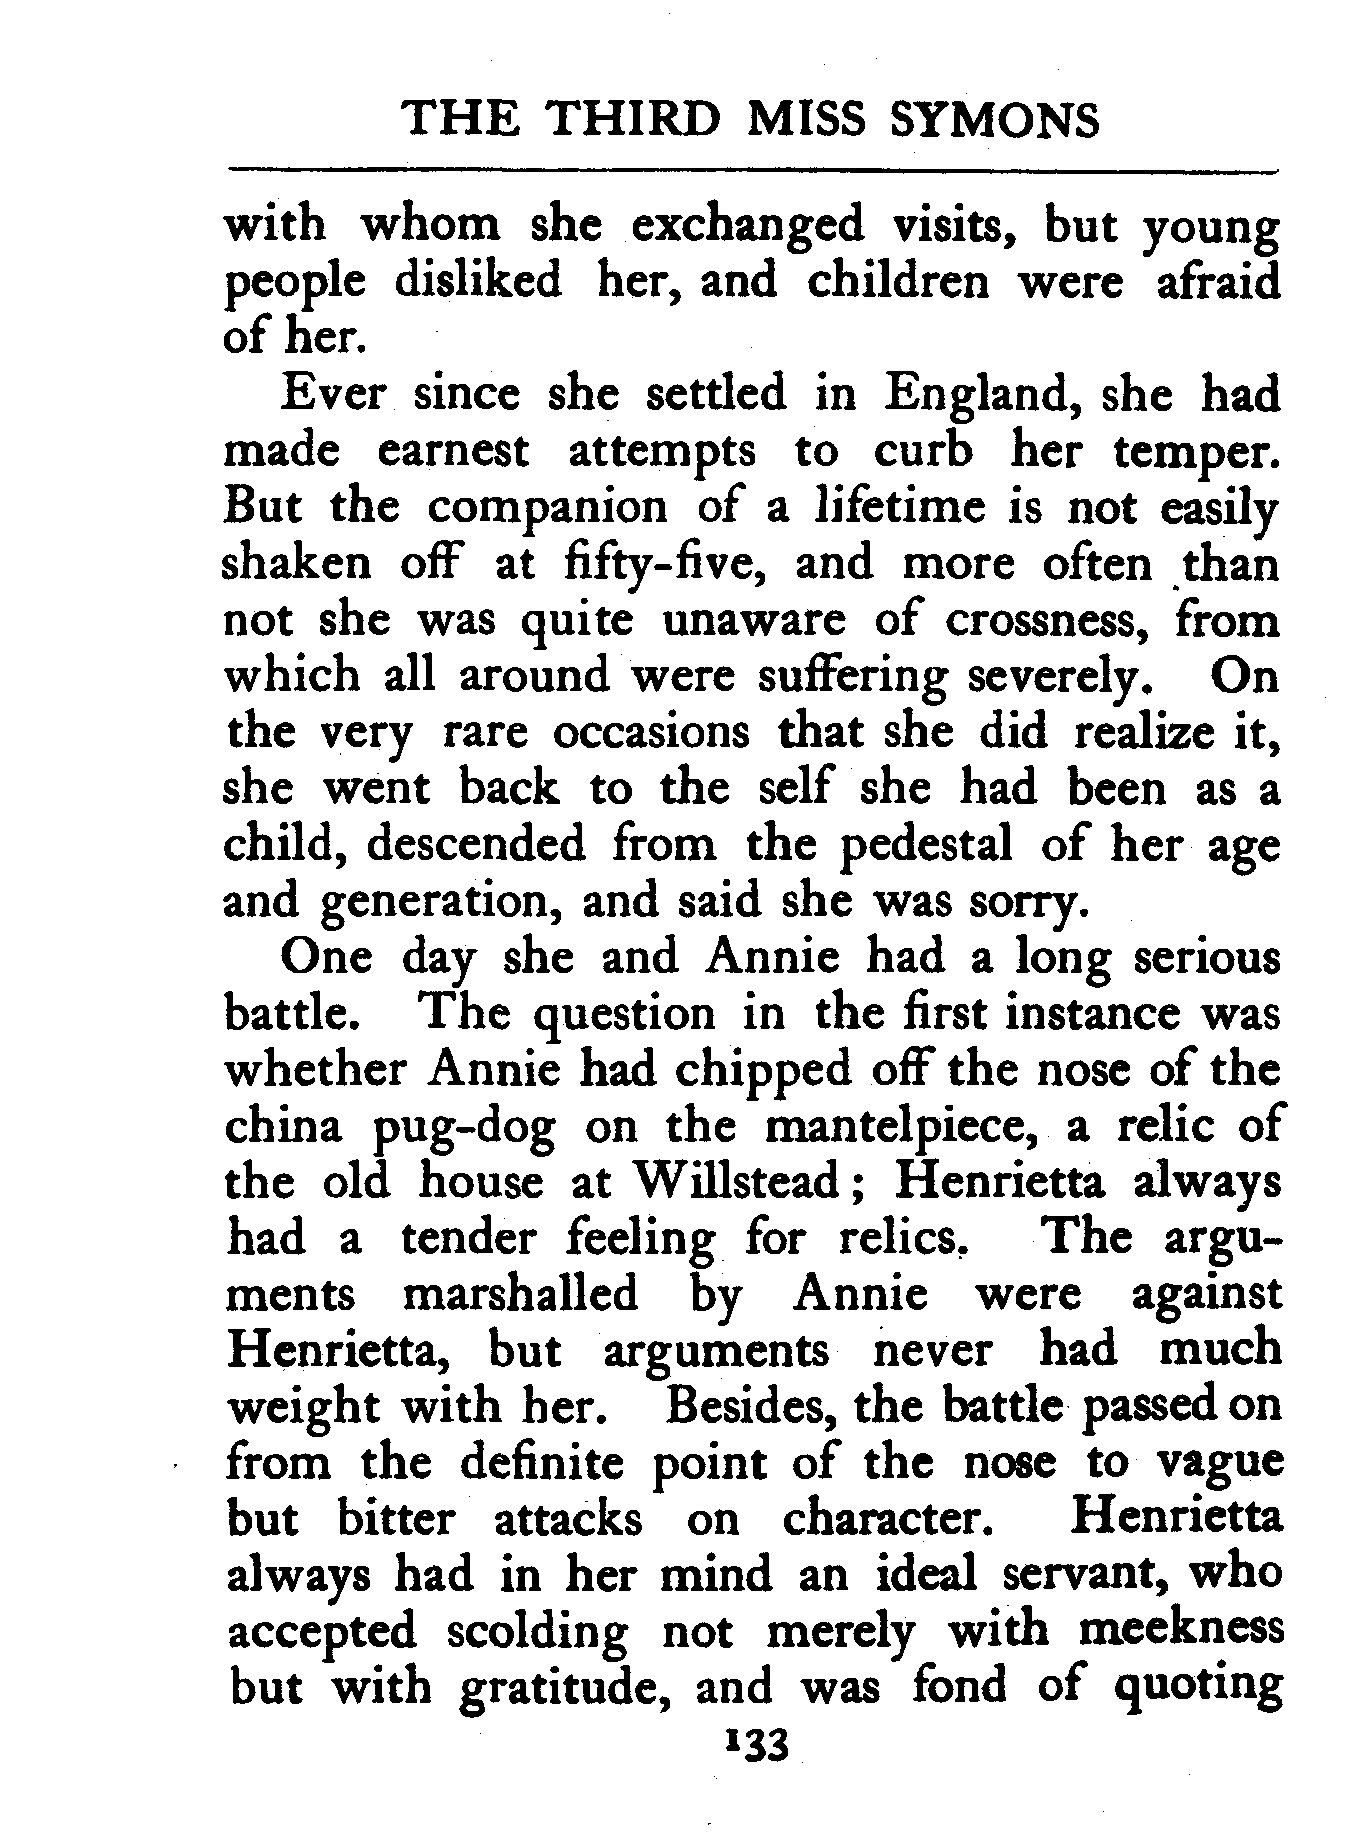 THE THIRD MISS SYMONS
with whom she exchanged visits, but young
people disliked her, and children were afraid
of her.
Ever since she settled in England, she had
made earnest attempts to curb her temper.
But the companion of a lifetime is not easily
shaken off at fifty-five, and more often than
not she was quite unaware of crossness, from
which all around were suffering severely. On
the very rare occasions that she did realize it,
she went back to the self she had been as a
child, descended from the pedestal of her age
and generation, and said she was sorry.
One day she and Annie had a long serious
battle. The question in the first instance was
whether Annie had chipped off the nose of the
china pug-dog on the mantelpiece, a relic of
the old house at Willstead; Henrietta always
had a tender feeling for relics. The argu-
ments marshalled by Annie were against
Henrietta, but arguments never had much
weight with her. Besides, the battle passed on
from the definite point of the nose to vague
but bitter attacks on character. Henrietta
always had in her mind an ideal servant, who
accepted scolding not merely with meekness
but with gratitude, and was fond of quoting
133